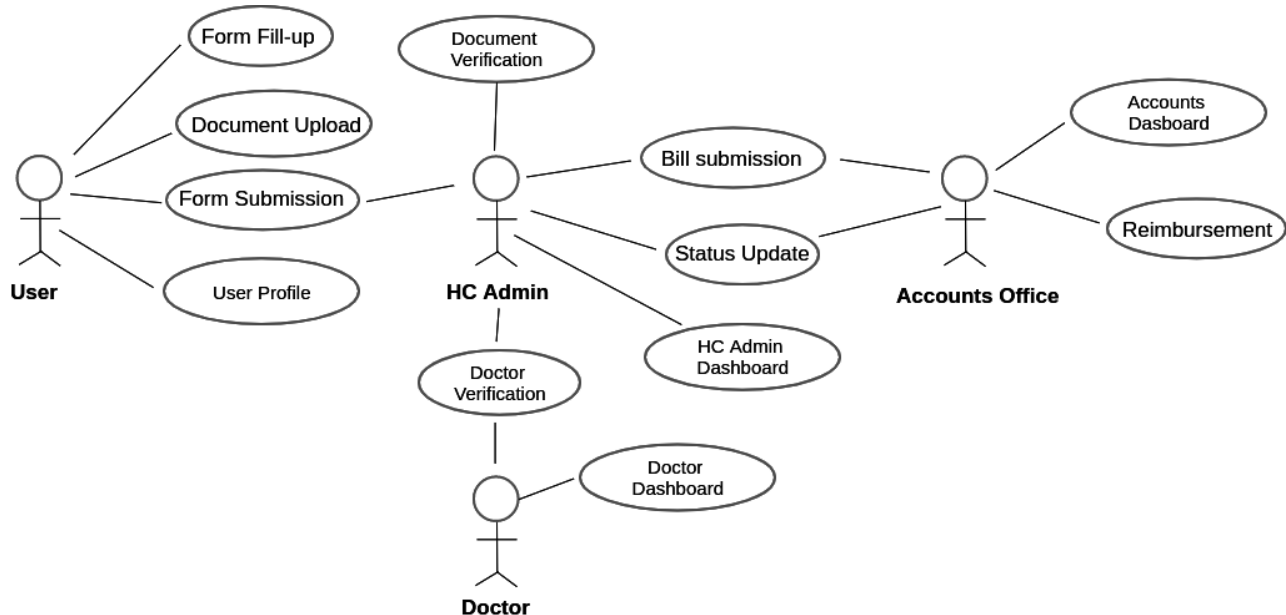 Form Fill-up
Document
Verification
Document Upload
Accounts
Dasboard
Bill submission
Form Submission
Reimbursement
Status Update
User Profile
User
HC Admin
Accounts Office
HC Admin
Dashboard
Doctor
Verification
Doctor
Dashboard
Doctor